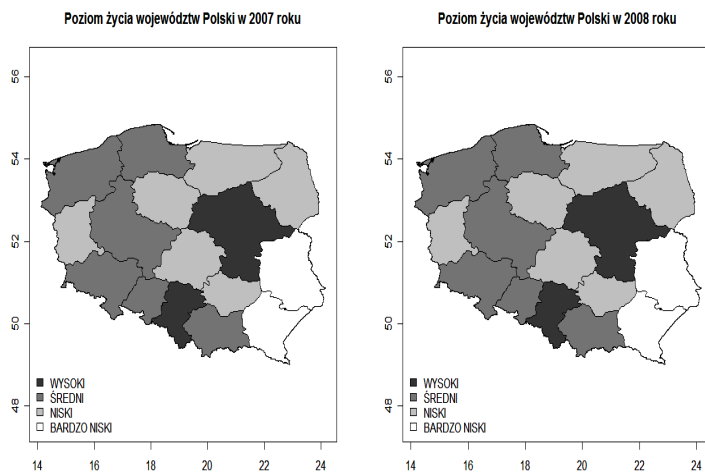 Poziom życia województw Polski w 2007 roku
56
54
52
50
48
14 16 18 20 22 24
WYSOKI
ŚREDNI
NISKI
BARDZO NISKI
Poziom życia województw Polski w 2008 roku
56
54
52
50
48
14 16 18 20 22 24
WYSOKI
ŚREDNI
NISKI
BARDZO NISKI